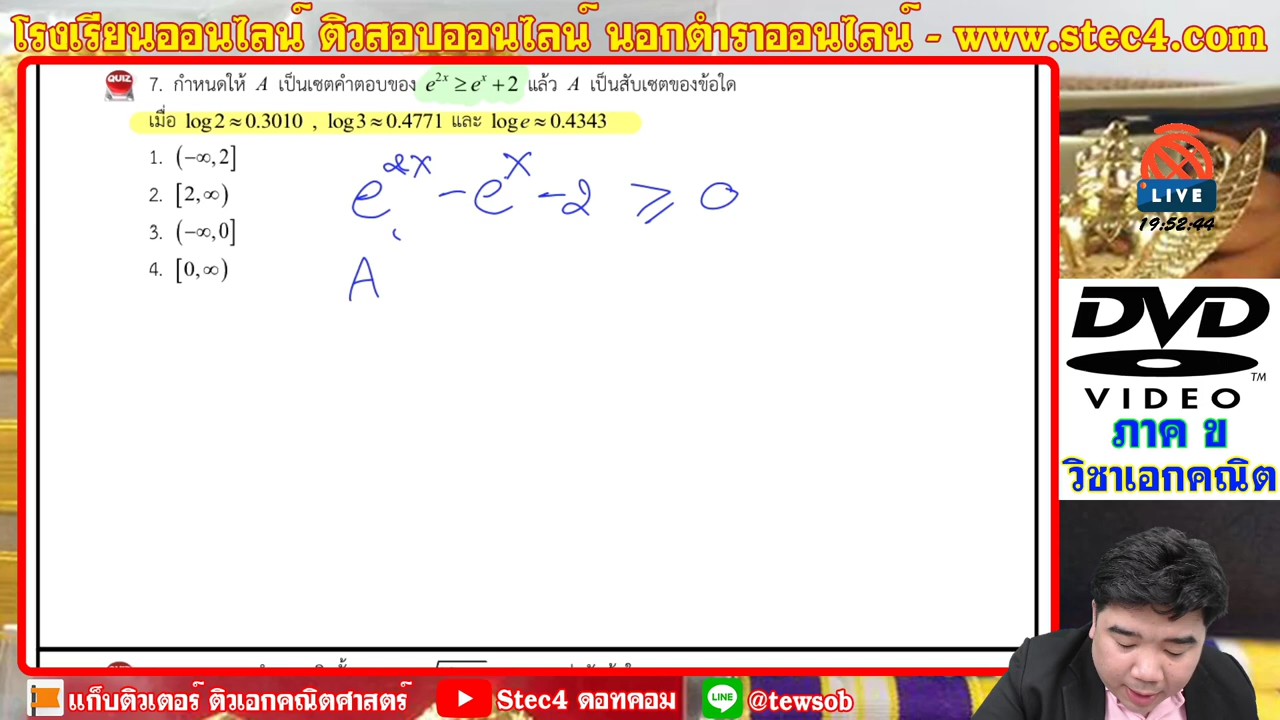 โรงเรียนออนไลน์ ติวสอบออนไลน์ นอกตำราออนไลน์ - www.stec4.com
QUIZ
7. กำหนดให้ A เป็นเซตคำตอบของ e^{2x} ≥ e^x + 2 แล้ว A เป็นสับเซตของข้อใด
เมื่อ log 2 ≈ 0.3010 , log 3 ≈ 0.4771 และ log e ≈ 0.4343
1. (−∞, 2]
2. [2, ∞)
3. (−∞, 0]
4. [0, ∞)
e^{2x} − e^x − 2 ≥ 0
A
LIVE
19:52:44
DVD
TM
VIDEO
ภาค ข
วิชาเอกคณิต
แก็บติวเตอร์ ติวเอกคณิตศาสตร์
Stec4 ดอทคอม
LINE
@tewsob